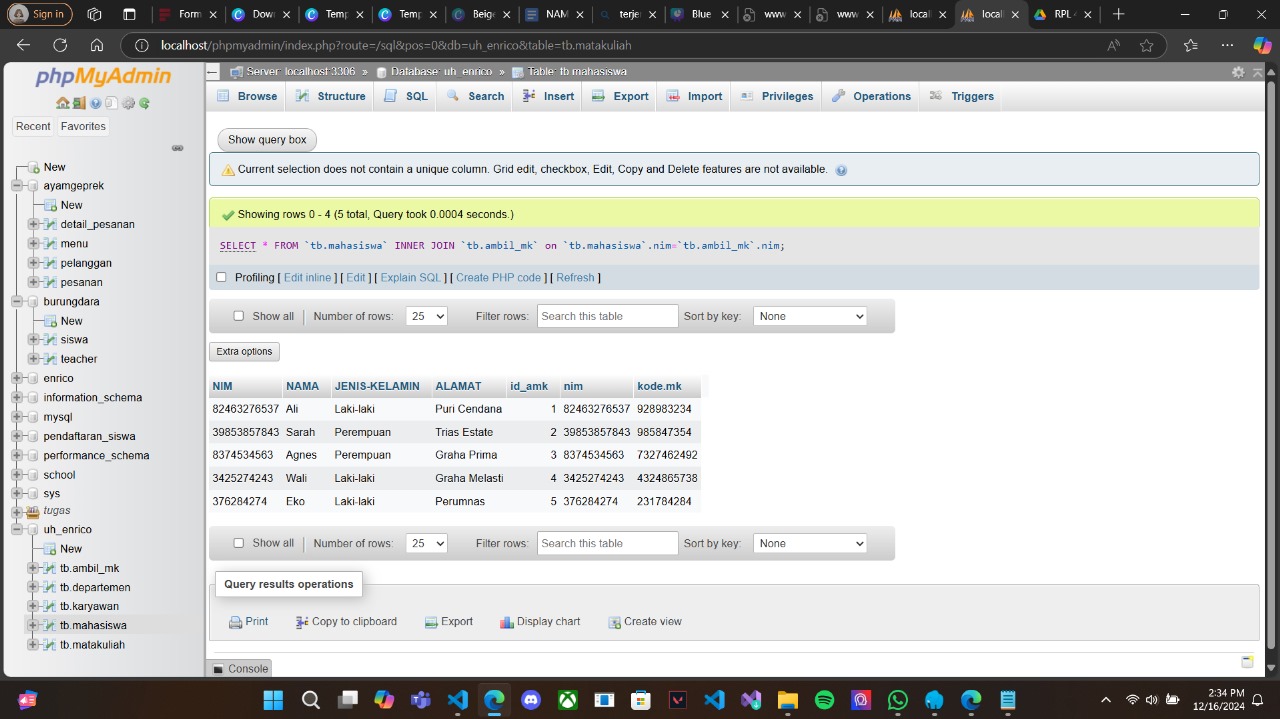 Sign in
Form
Dow
Temp
Temp
Beige
NAM
terje
Blue
www
www
local
local
RPL
localhost/phpmyadmin/index.php?route=/sql&pos=0&db=uh_enrico&table=tb.matakuliah
phpMyAdmin
Recent Favorites
New
ayamgeprek
New
detail_pesanan
menu
pelanggan
pesanan
burungdara
New
siswa
teacher
enrico
information_schema
mysql
pendaftaran_siswa
performance_schema
school
sys
tugas
uh_enrico
New
tb.ambil_mk
tb.departemen
tb.karyawan
tb.mahasiswa
tb.matakuliah
Server: localhost:3306 » Database: uh_enrico » Table: tb.mahasiswa
Browse Structure SQL Search Insert Export Import Privileges Operations Triggers
Show query box
Current selection does not contain a unique column. Grid edit, checkbox, Edit, Copy and Delete features are not available.
Showing rows 0 - 4 (5 total, Query took 0.0004 seconds.)
SELECT * FROM `tb.mahasiswa` INNER JOIN `tb.ambil_mk` on `tb.mahasiswa`.nim=`tb.ambil_mk`.nim;
Profiling [ Edit inline ] [ Edit ] [ Explain SQL ] [ Create PHP code ] [ Refresh ]
Show all Number of rows: 25 Filter rows: Search this table Sort by key: None
Extra options
NIM NAMA JENIS-KELAMIN ALAMAT id_amk nim kode.mk
82463276537 Ali Laki-laki Puri Cendana 1 82463276537 928983234
39853857843 Sarah Perempuan Trias Estate 2 39853857843 985847354
8374534563 Agnes Perempuan Graha Prima 3 8374534563 7327462492
3425274243 Wali Laki-laki Graha Melasti 4 3425274243 4324865738
376284274 Eko Laki-laki Perumnas 5 376284274 231784284
Show all Number of rows: 25 Filter rows: Search this table Sort by key: None
Query results operations
Print Copy to clipboard Export Display chart Create view
Console
2:34 PM
12/16/2024